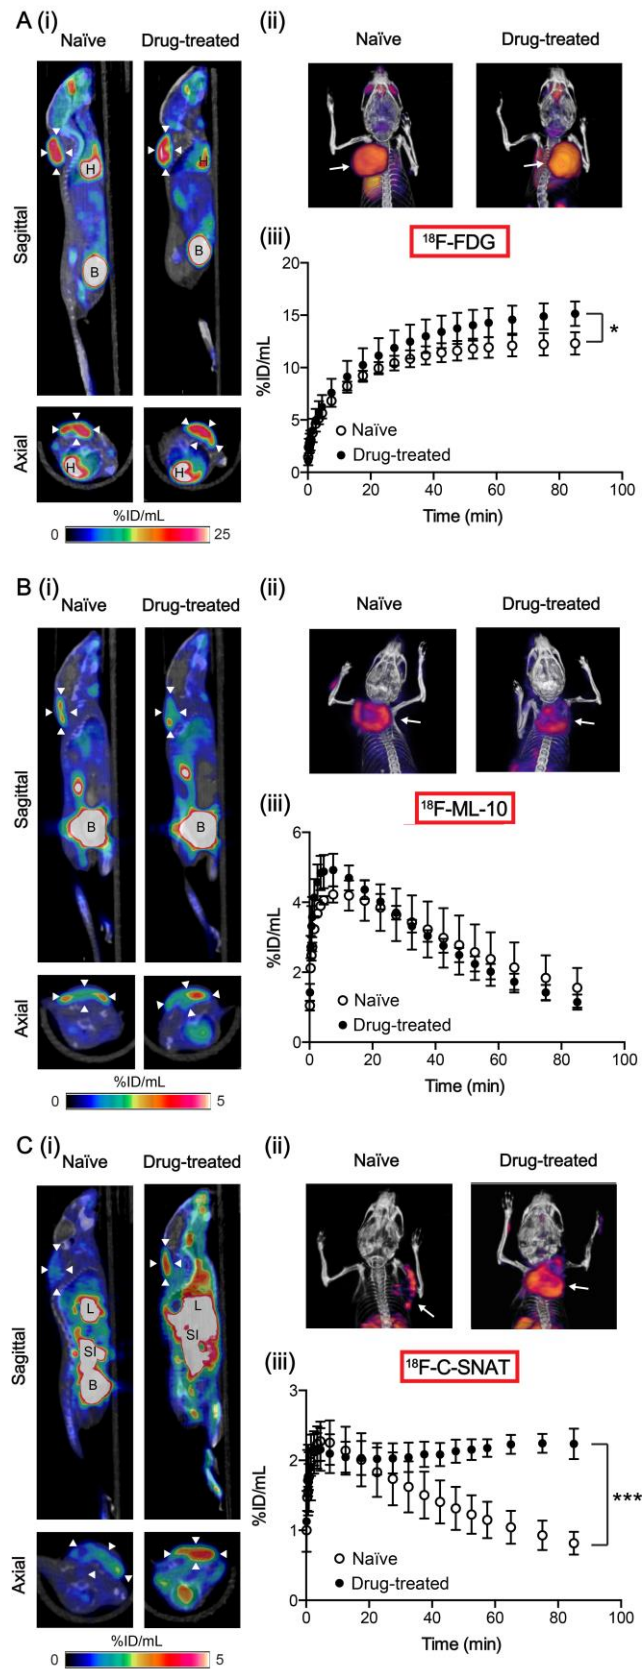 A (i)
Naïve Drug-treated
Sagittal
H
H
B
B
Axial
H
H
%ID/mL
0 25
(ii)
Naïve Drug-treated
(iii)
¹⁸F-FDG
20
15
10
5
0
%ID/mL
*
Naïve
Drug-treated
0 20 40 60 80 100
Time (min)
B (i)
Naïve Drug-treated
Sagittal
B
B
Axial
%ID/mL
0 5
(ii)
Naïve Drug-treated
(iii)
¹⁸F-ML-10
6
4
2
0
%ID/mL
Naïve
Drug-treated
0 20 40 60 80 100
Time (min)
C (i)
Naïve Drug-treated
Sagittal
L
SI
B
L
SI
Axial
%ID/mL
0 5
(ii)
Naïve Drug-treated
(iii)
¹⁸F-C-SNAT
3
2
1
0
%ID/mL
***
Naïve
Drug-treated
0 20 40 60 80 100
Time (min)